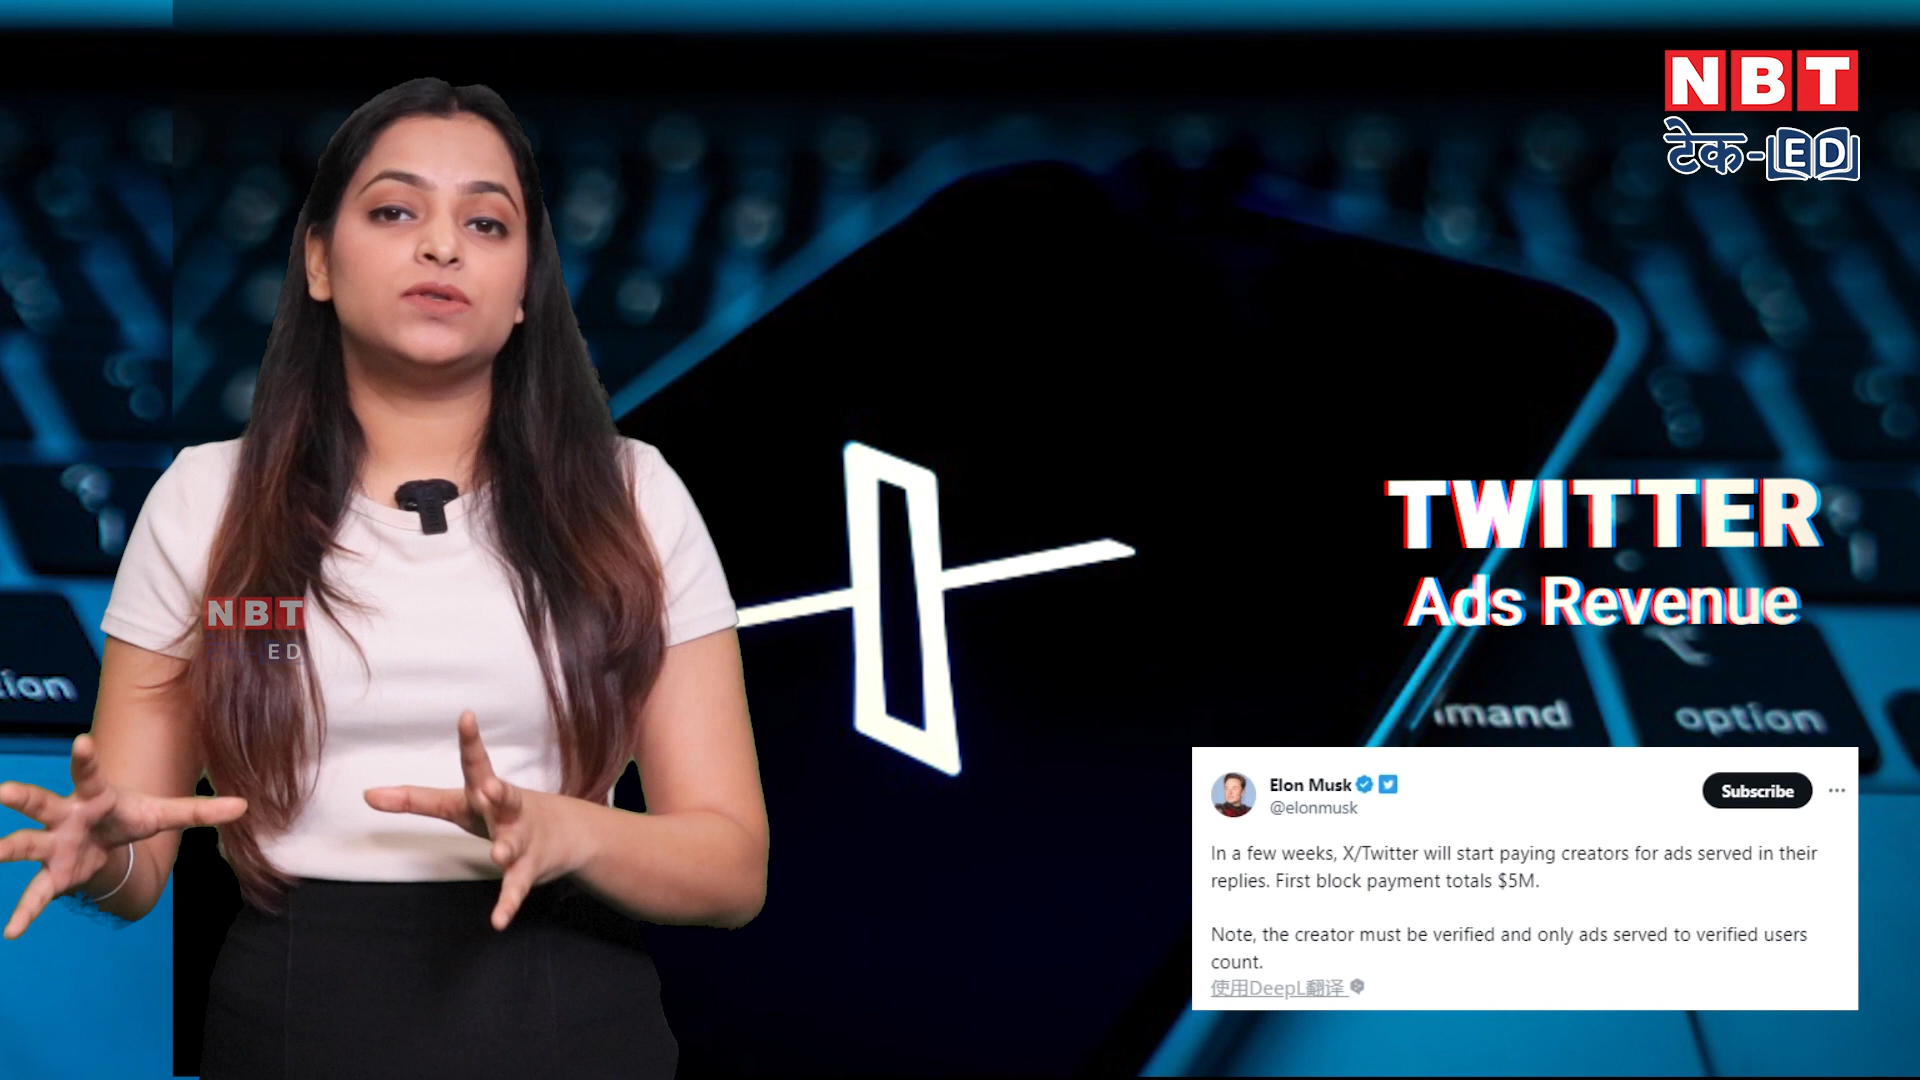 NBT
टेक-ED
TWITTER
Ads Revenue
NBT
ED
tion
mand
option
Elon Musk
@elonmusk
Subscribe
In a few weeks, X/Twitter will start paying creators for ads served in their
replies. First block payment totals $5M.
Note, the creator must be verified and only ads served to verified users
count.
使用DeepL翻译